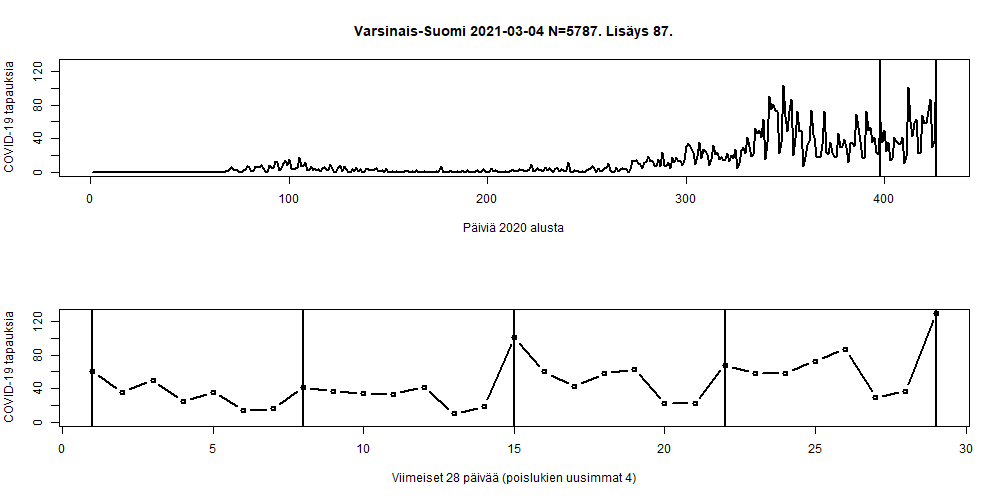 Varsinais-Suomi 2021-03-04 N=5787. Lisäys 87.
COVID-19 tapauksia
0 40 80 120
0 100 200 300 400
Päiviä 2020 alusta
COVID-19 tapauksia
0 40 80 120
0 5 10 15 20 25 30
Viimeiset 28 päivää (poislukien uusimmat 4)